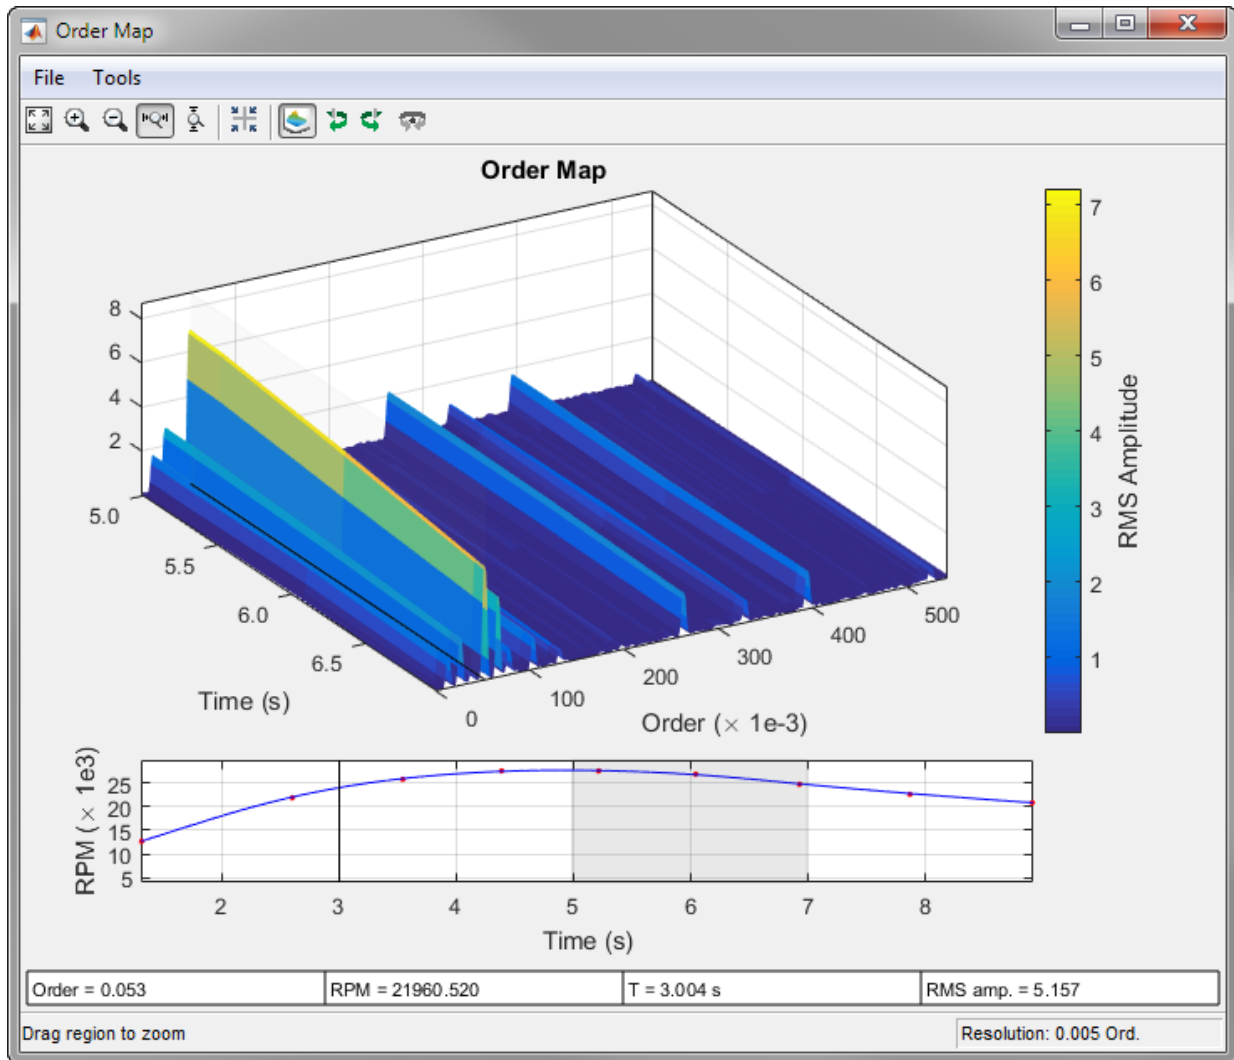 Order Map
File Tools
Order Map
8
6
4
2
5.0
5.5
6.0
6.5
Time (s)
0
100
200
300
400
500
Order (× 1e-3)
7
6
5
4
3
2
1
RMS Amplitude
RPM (× 1e3)
25
20
15
10
5
2 3 4 5 6 7 8
Time (s)
Order = 0.053 RPM = 21960.520 T = 3.004 s RMS amp. = 5.157
Drag region to zoom Resolution: 0.005 Ord.